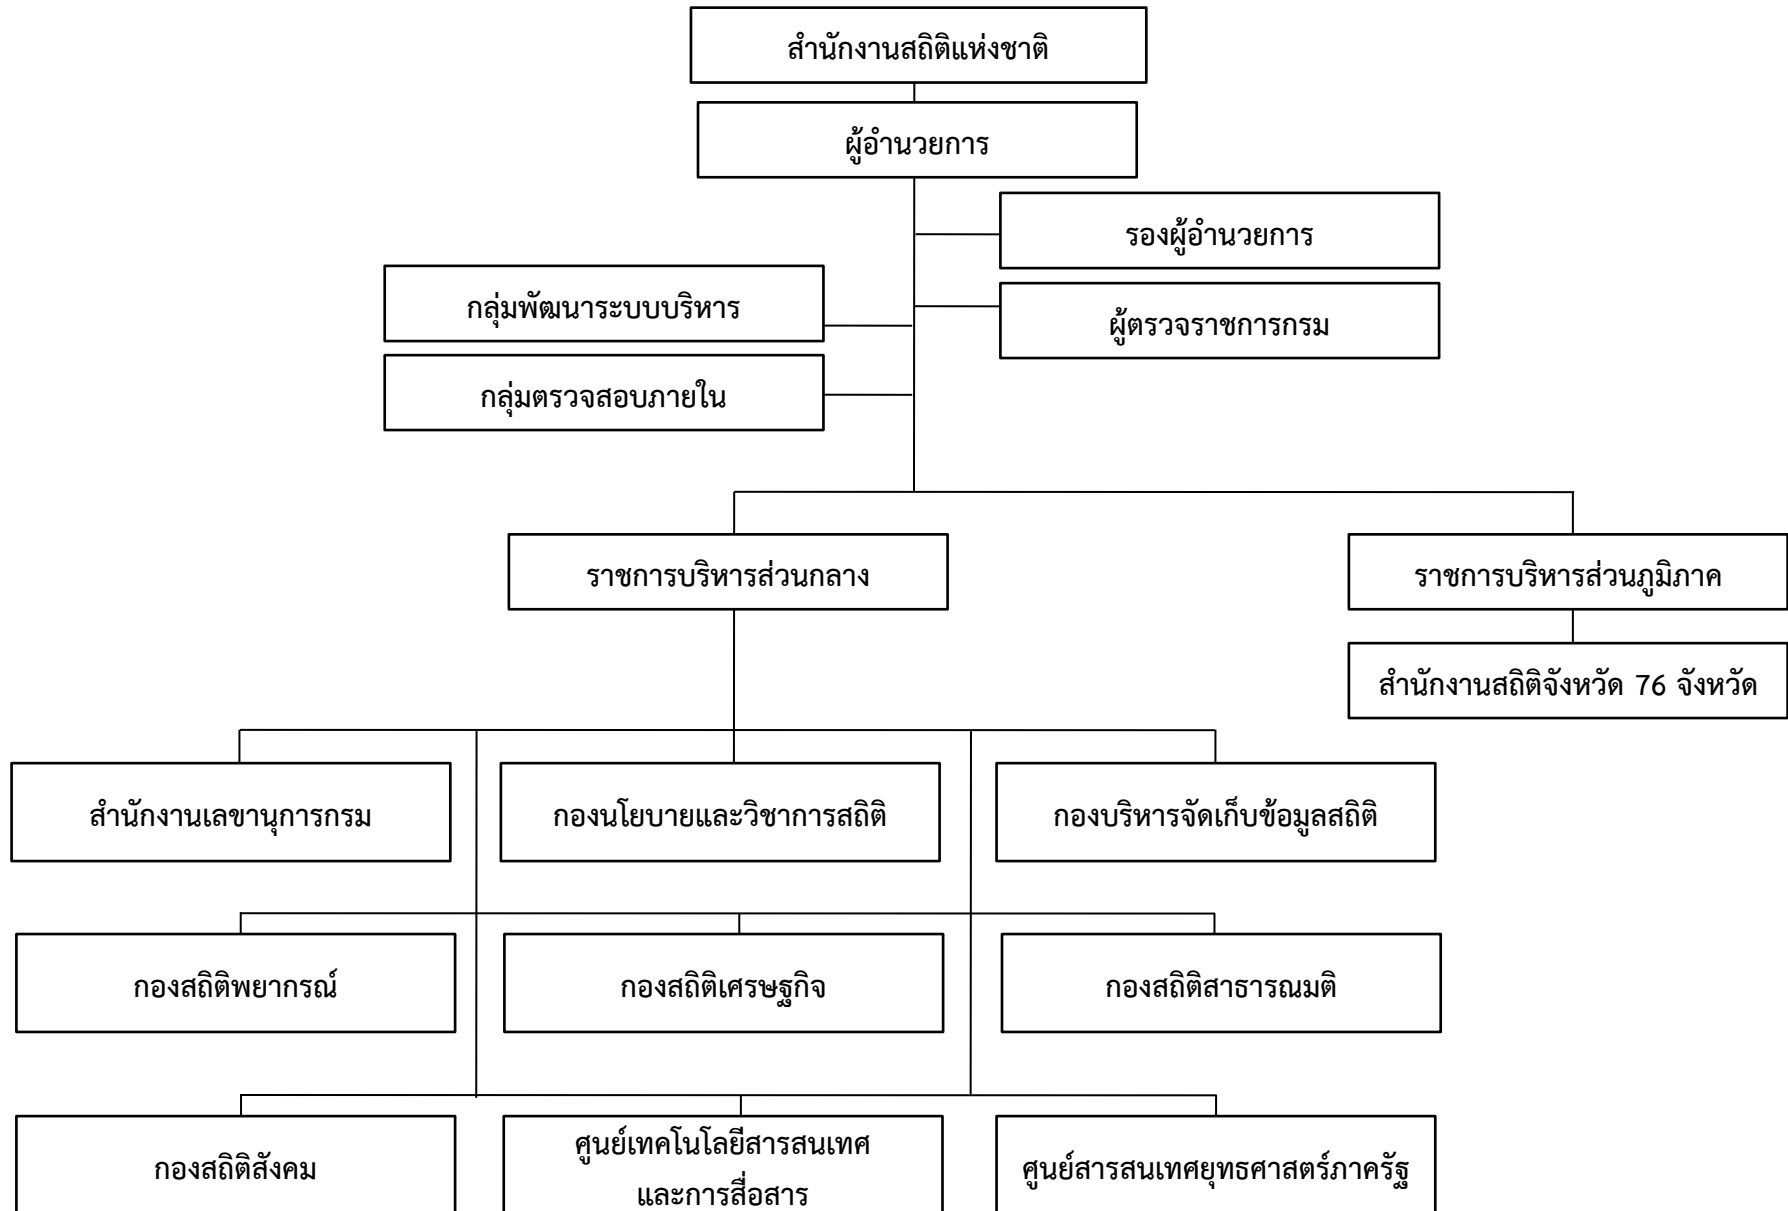 สำนักงานสถิติแห่งชาติ
ผู้อำนวยการ
รองผู้อำนวยการ
กลุ่มพัฒนาระบบบริหาร
ผู้ตรวจราชการกรม
กลุ่มตรวจสอบภายใน
ราชการบริหารส่วนกลาง
ราชการบริหารส่วนภูมิภาค
สำนักงานสถิติจังหวัด 76 จังหวัด
สำนักงานเลขานุการกรม
กองนโยบายและวิชาการสถิติ
กองบริหารจัดเก็บข้อมูลสถิติ
กองสถิติพยากรณ์
กองสถิติเศรษฐกิจ
กองสถิติสาธารณมติ
กองสถิติสังคม
ศูนย์เทคโนโลยีสารสนเทศ
และการสื่อสาร
ศูนย์สารสนเทศยุทธศาสตร์ภาครัฐ